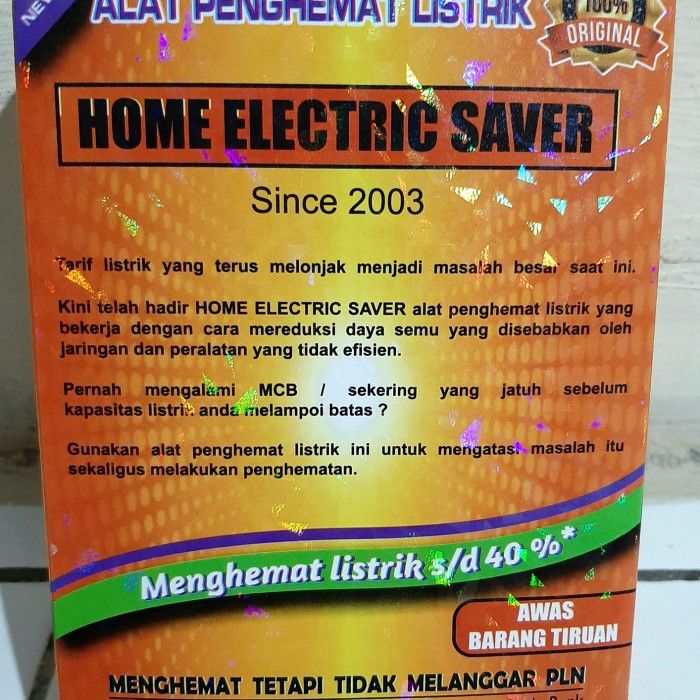 NEW
ALAT PENGHEMAT LISTRIK
100%
ORIGINAL
HOME ELECTRIC SAVER
Since 2003
Tarif listrik yang terus melonjak menjadi masalah besar saat ini.
Kini telah hadir HOME ELECTRIC SAVER alat penghemat listrik yang
bekerja dengan cara mereduksi daya semu yang disebabkan oleh
jaringan dan peralatan yang tidak efisien.
Pernah mengalami MCB / sekering yang jatuh sebelum
kapasitas listrik anda melampoi batas ?
Gunakan alat penghemat listrik ini untuk mengatasi masalah itu
sekaligus melakukan penghematan.
Menghemat listrik s/d 40 %*
AWAS
BARANG TIRUAN
MENGHEMAT TETAPI TIDAK MELANGGAR PLN